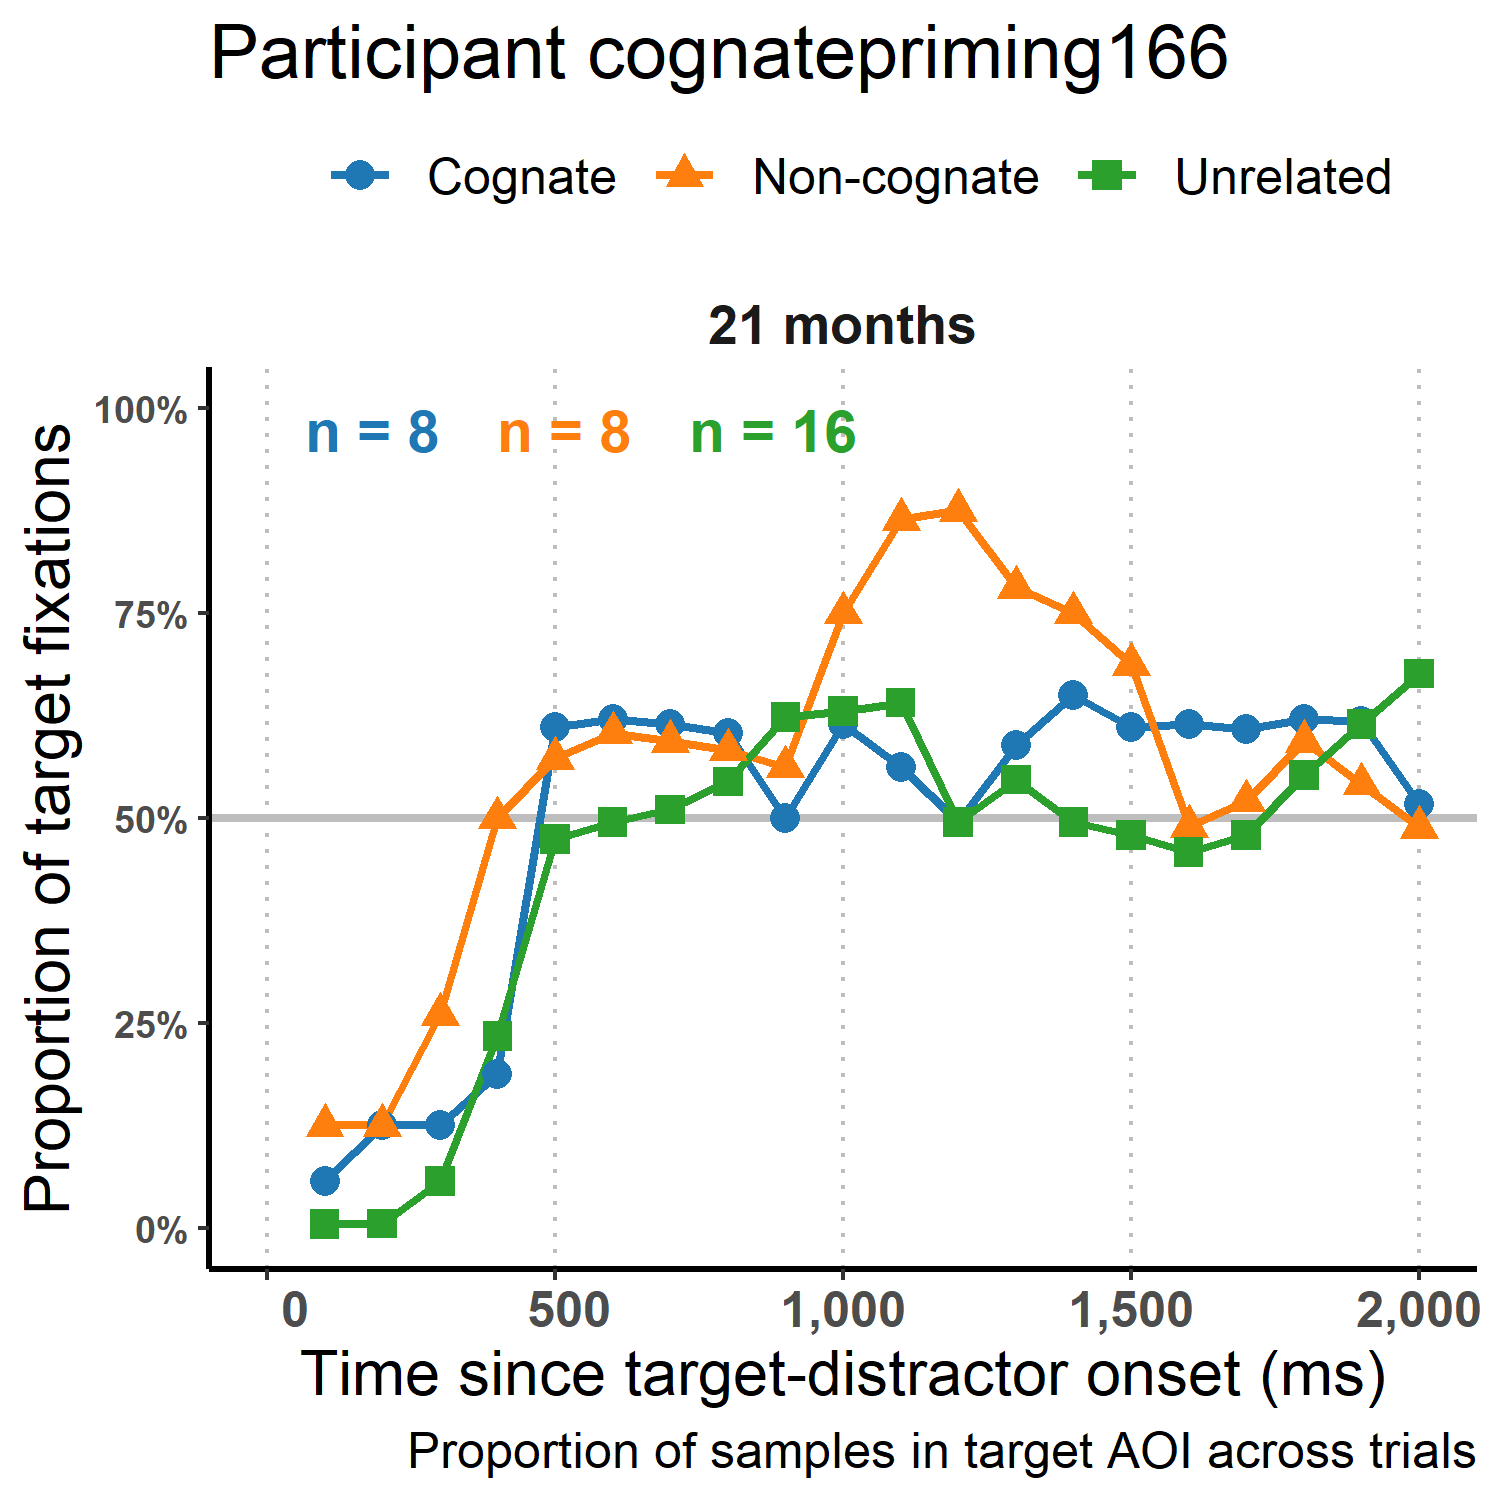 Participant cognatepriming166
Cognate Non-cognate Unrelated
21 months
n = 8 n = 8 n = 16
Proportion of target fixations
100%
75%
50%
25%
0%
0 500 1,000 1,500 2,000
Time since target-distractor onset (ms)
Proportion of samples in target AOI across trials